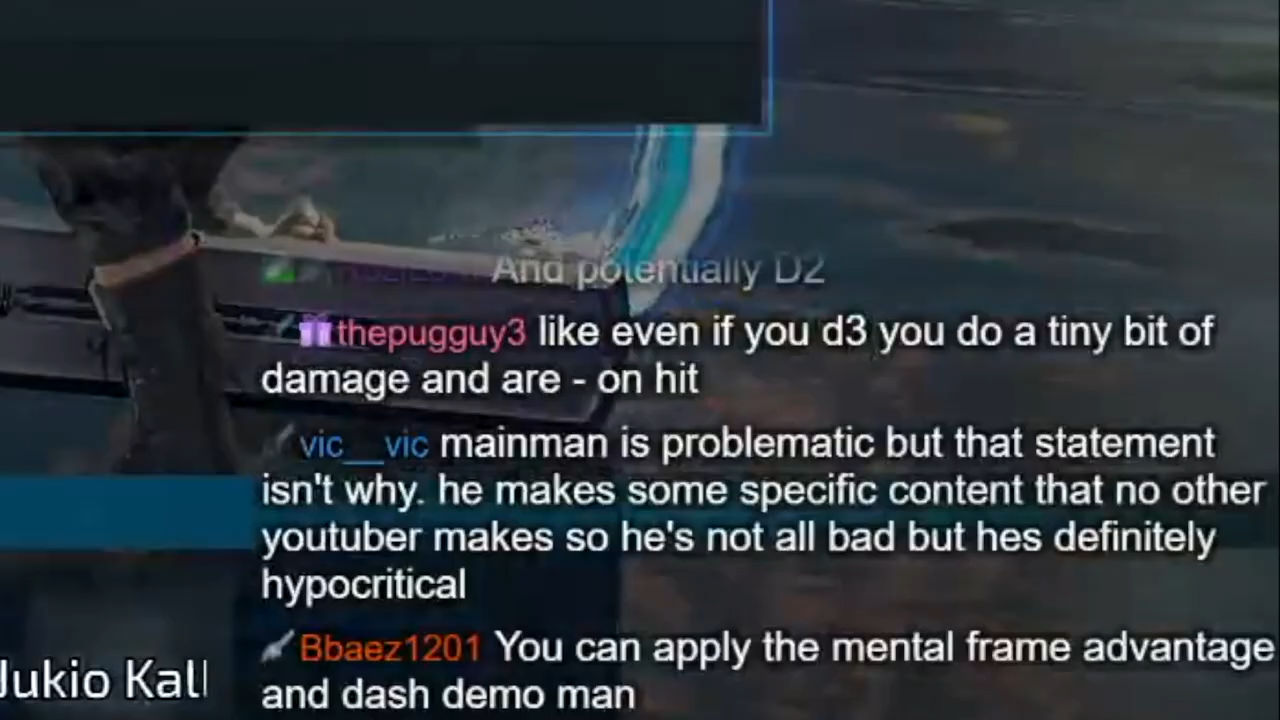 And potentially D2
thepugguy3 like even if you d3 you do a tiny bit of
damage and are - on hit
vic__vic mainman is problematic but that statement
isn't why. he makes some specific content that no other
youtuber makes so he's not all bad but hes definitely
hypocritical
Bbaez1201 You can apply the mental frame advantage
and dash demo man
Jukio Kall